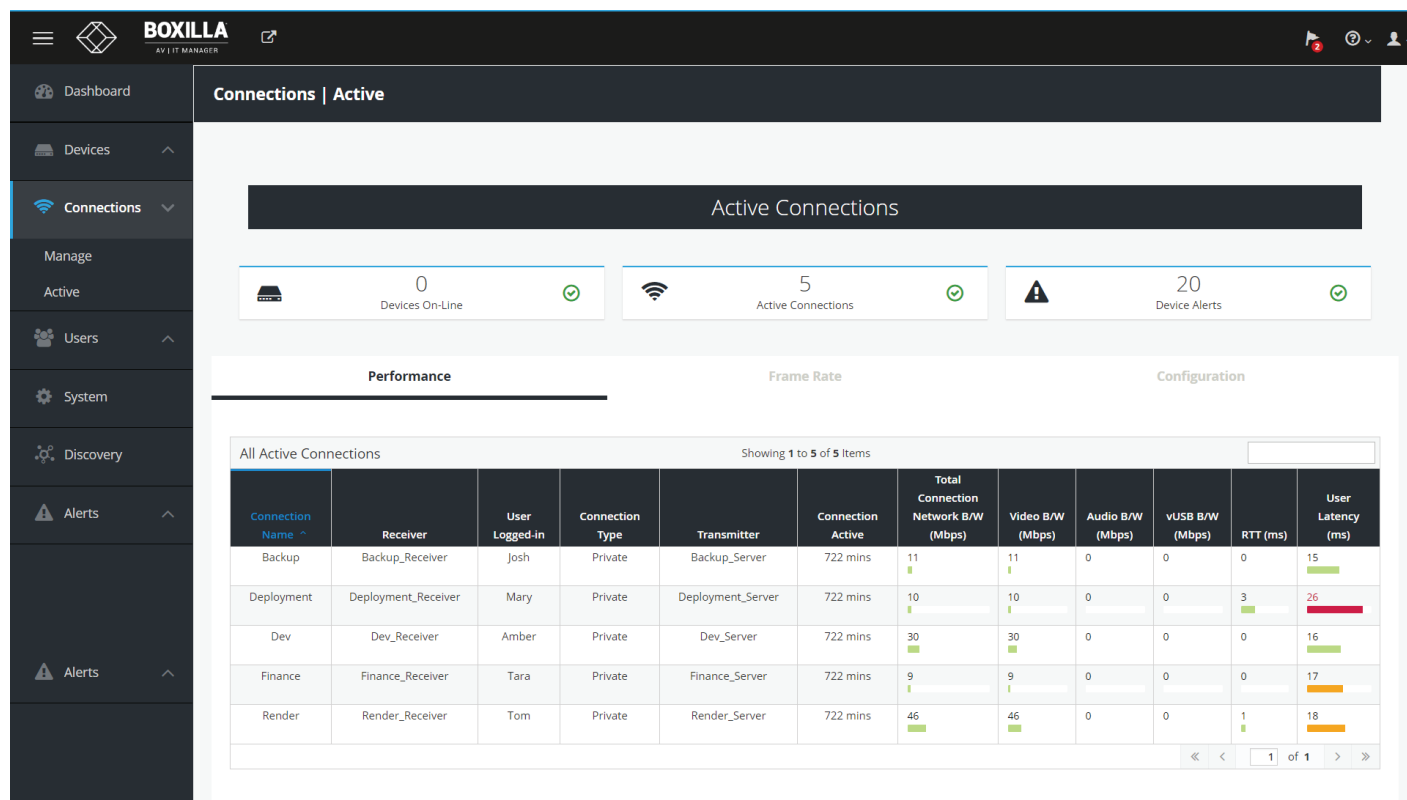 BOXILLA
AV | IT MANAGER
2
Dashboard
Connections | Active
Devices
Connections
Manage
Active
Users
System
Discovery
Alerts
Alerts
Active Connections
0
Devices On-Line
5
Active Connections
20
Device Alerts
Performance
Frame Rate
Configuration
All Active Connections
Showing 1 to 5 of 5 Items
Connection Name
Receiver
User Logged-in
Connection Type
Transmitter
Connection Active
Total Connection Network B/W (Mbps)
Video B/W (Mbps)
Audio B/W (Mbps)
vUSB B/W (Mbps)
RTT (ms)
User Latency (ms)
Backup Backup_Receiver Josh Private Backup_Server 722 mins 11 11 0 0 0 15
Deployment Deployment_Receiver Mary Private Deployment_Server 722 mins 10 10 0 0 3 26
Dev Dev_Receiver Amber Private Dev_Server 722 mins 30 30 0 0 0 16
Finance Finance_Receiver Tara Private Finance_Server 722 mins 9 9 0 0 0 17
Render Render_Receiver Tom Private Render_Server 722 mins 46 46 0 0 1 18
1 of 1